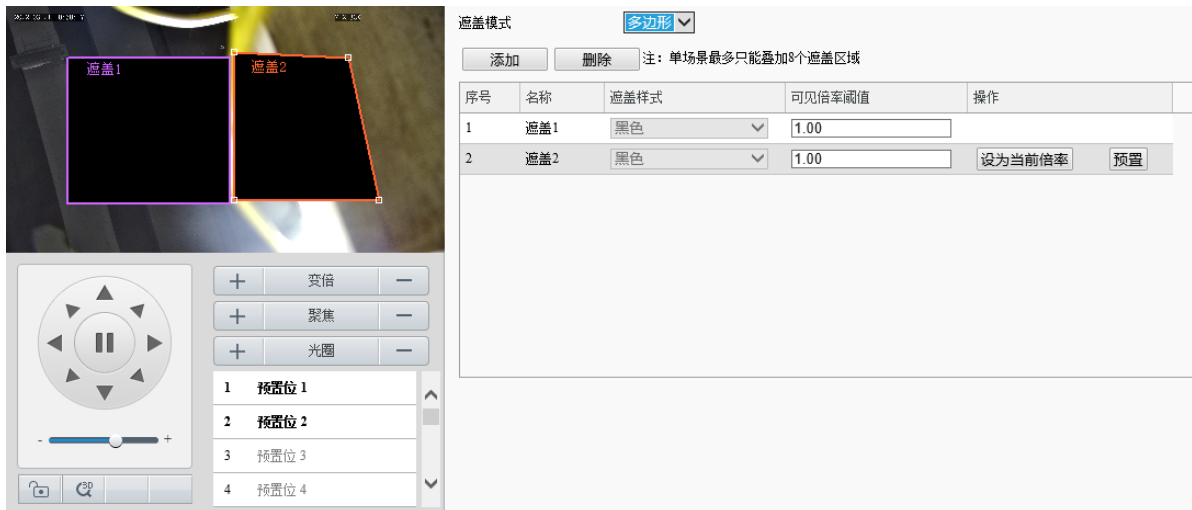 遮盖1
遮盖2
变倍
聚焦
光圈
1 预置位 1
2 预置位 2
3 预置位 3
4 预置位 4
- +
3D
遮盖模式 多边形
添加 删除 注：单场景最多只能叠加8个遮盖区域
序号 名称 遮盖样式 可见倍率阈值 操作
1 遮盖1 黑色 1.00
2 遮盖2 黑色 1.00 设为当前倍率 预置